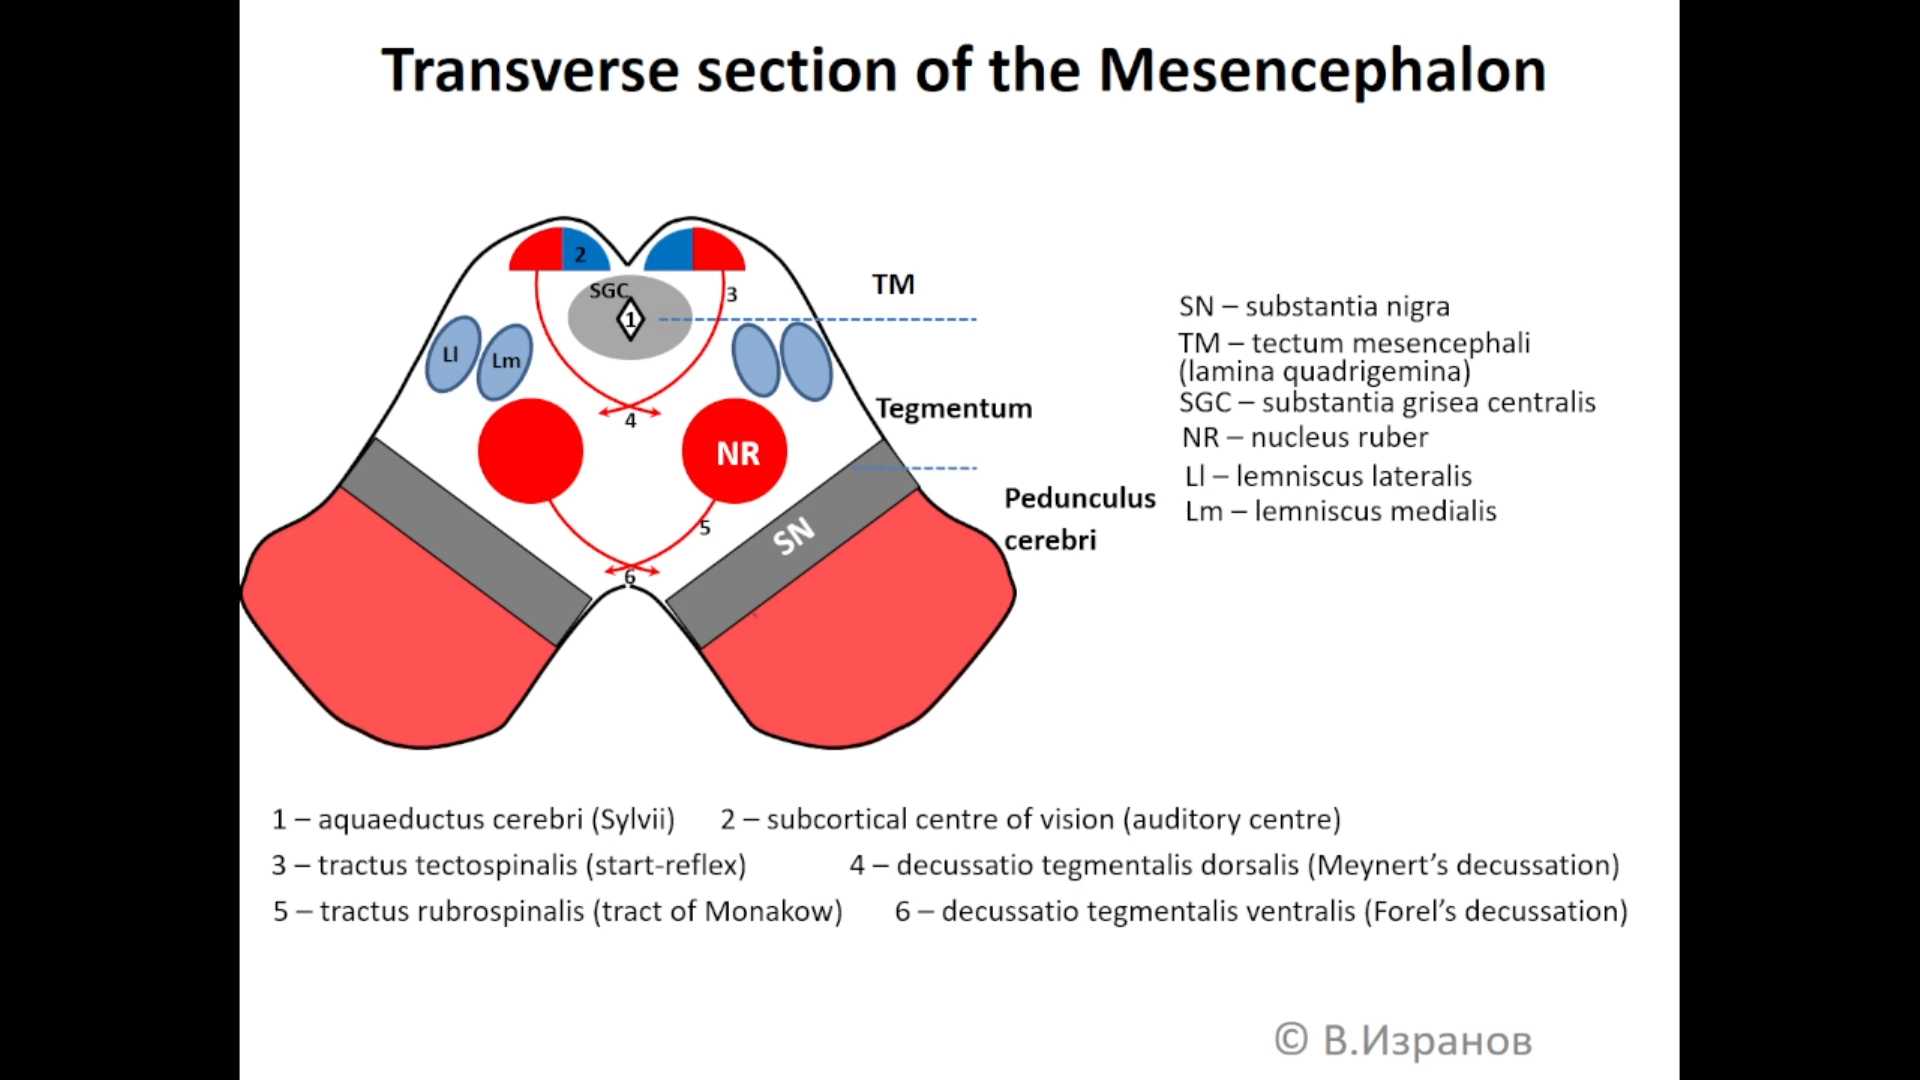 Transverse section of the Mesencephalon
2
SGC
1
3
TM
Ll
Lm
4
Tegmentum
NR
5
SN
6
Pedunculus
cerebri
SN – substantia nigra
TM – tectum mesencephali
(lamina quadrigemina)
SGC – substantia grisea centralis
NR – nucleus ruber
Ll – lemniscus lateralis
Lm – lemniscus medialis
1 – aquaeductus cerebri (Sylvii) 2 – subcortical centre of vision (auditory centre)
3 – tractus tectospinalis (start-reflex) 4 – decussatio tegmentalis dorsalis (Meynert’s decussation)
5 – tractus rubrospinalis (tract of Monakow) 6 – decussatio tegmentalis ventralis (Forel’s decussation)
© В.Изранов